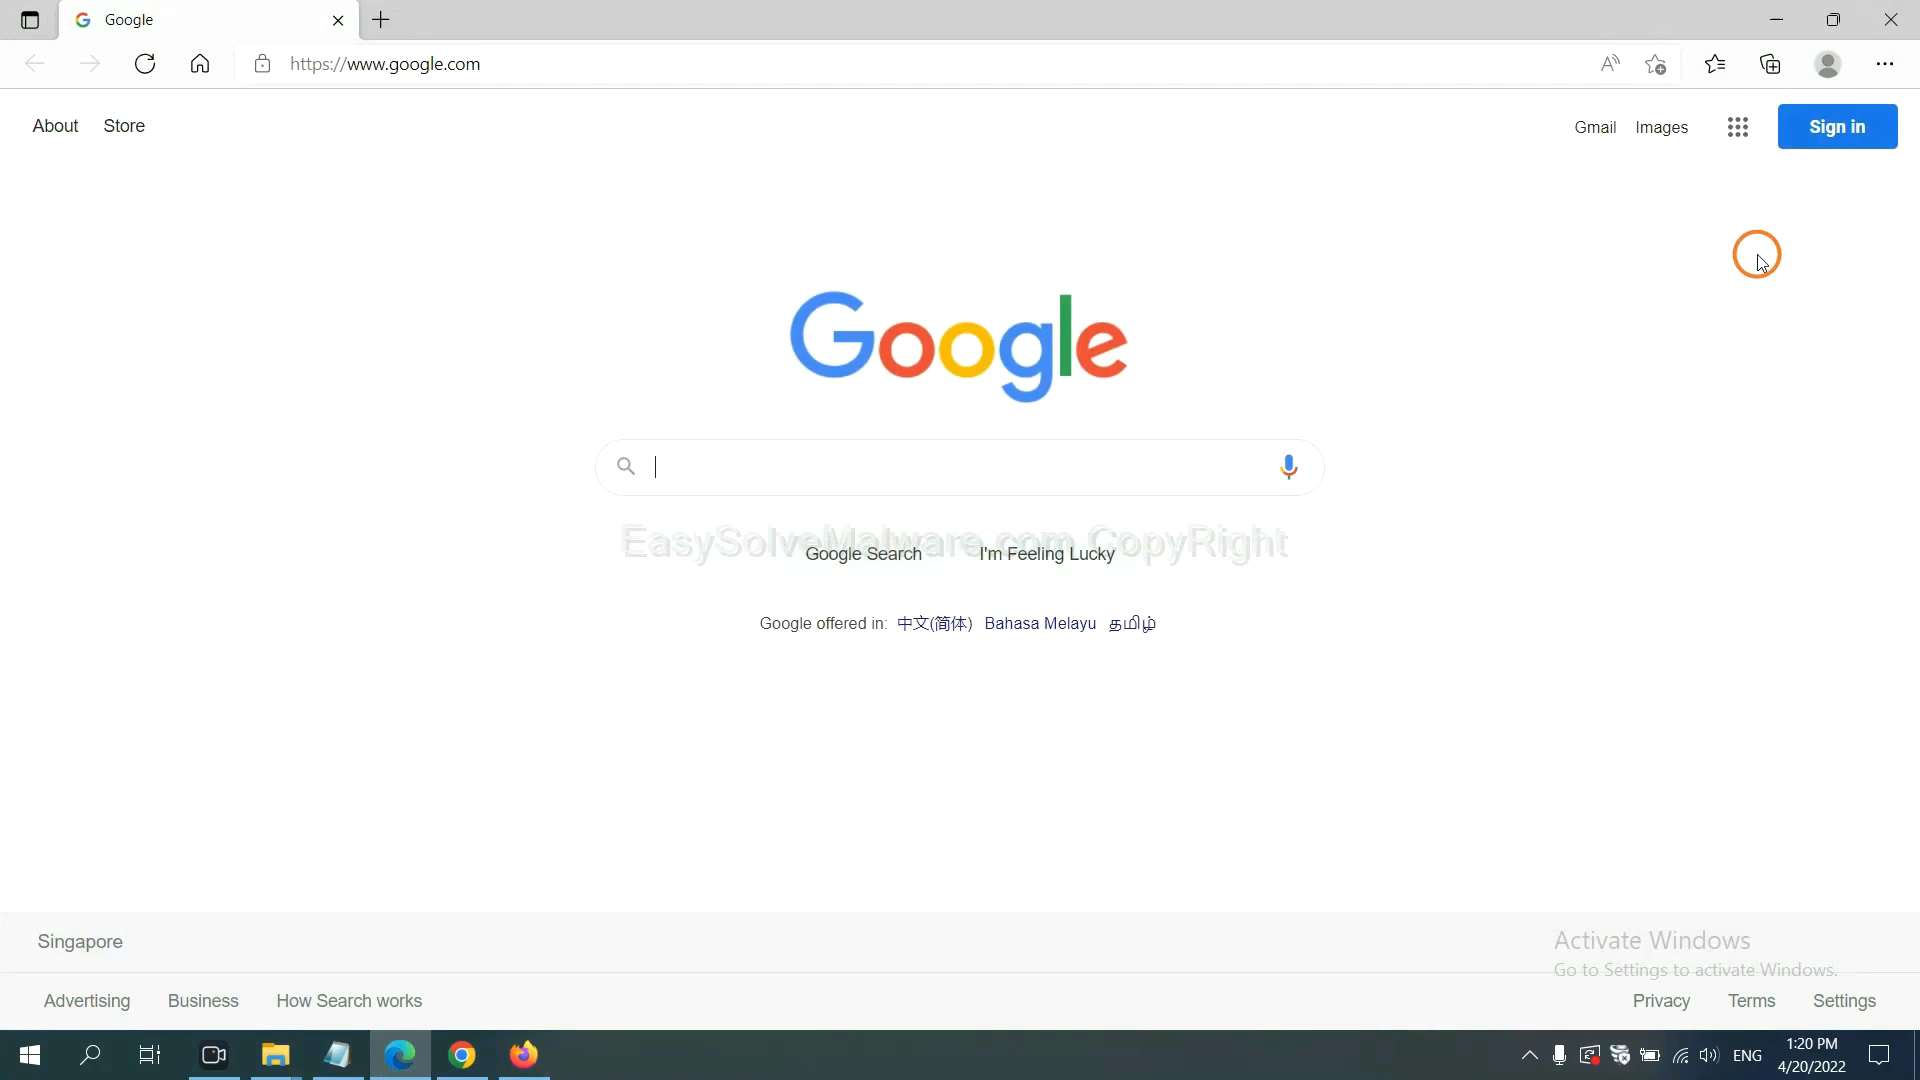 Google
https://www.google.com
About Store
Gmail Images Sign in
Google
EasySolveMalware.com CopyRight
Google Search I'm Feeling Lucky
Google offered in: 中文(简体) Bahasa Melayu தமிழ்
Singapore
Activate Windows
Go to Settings to activate Windows.
Advertising Business How Search works
Privacy Terms Settings
ENG
1:20 PM
4/20/2022